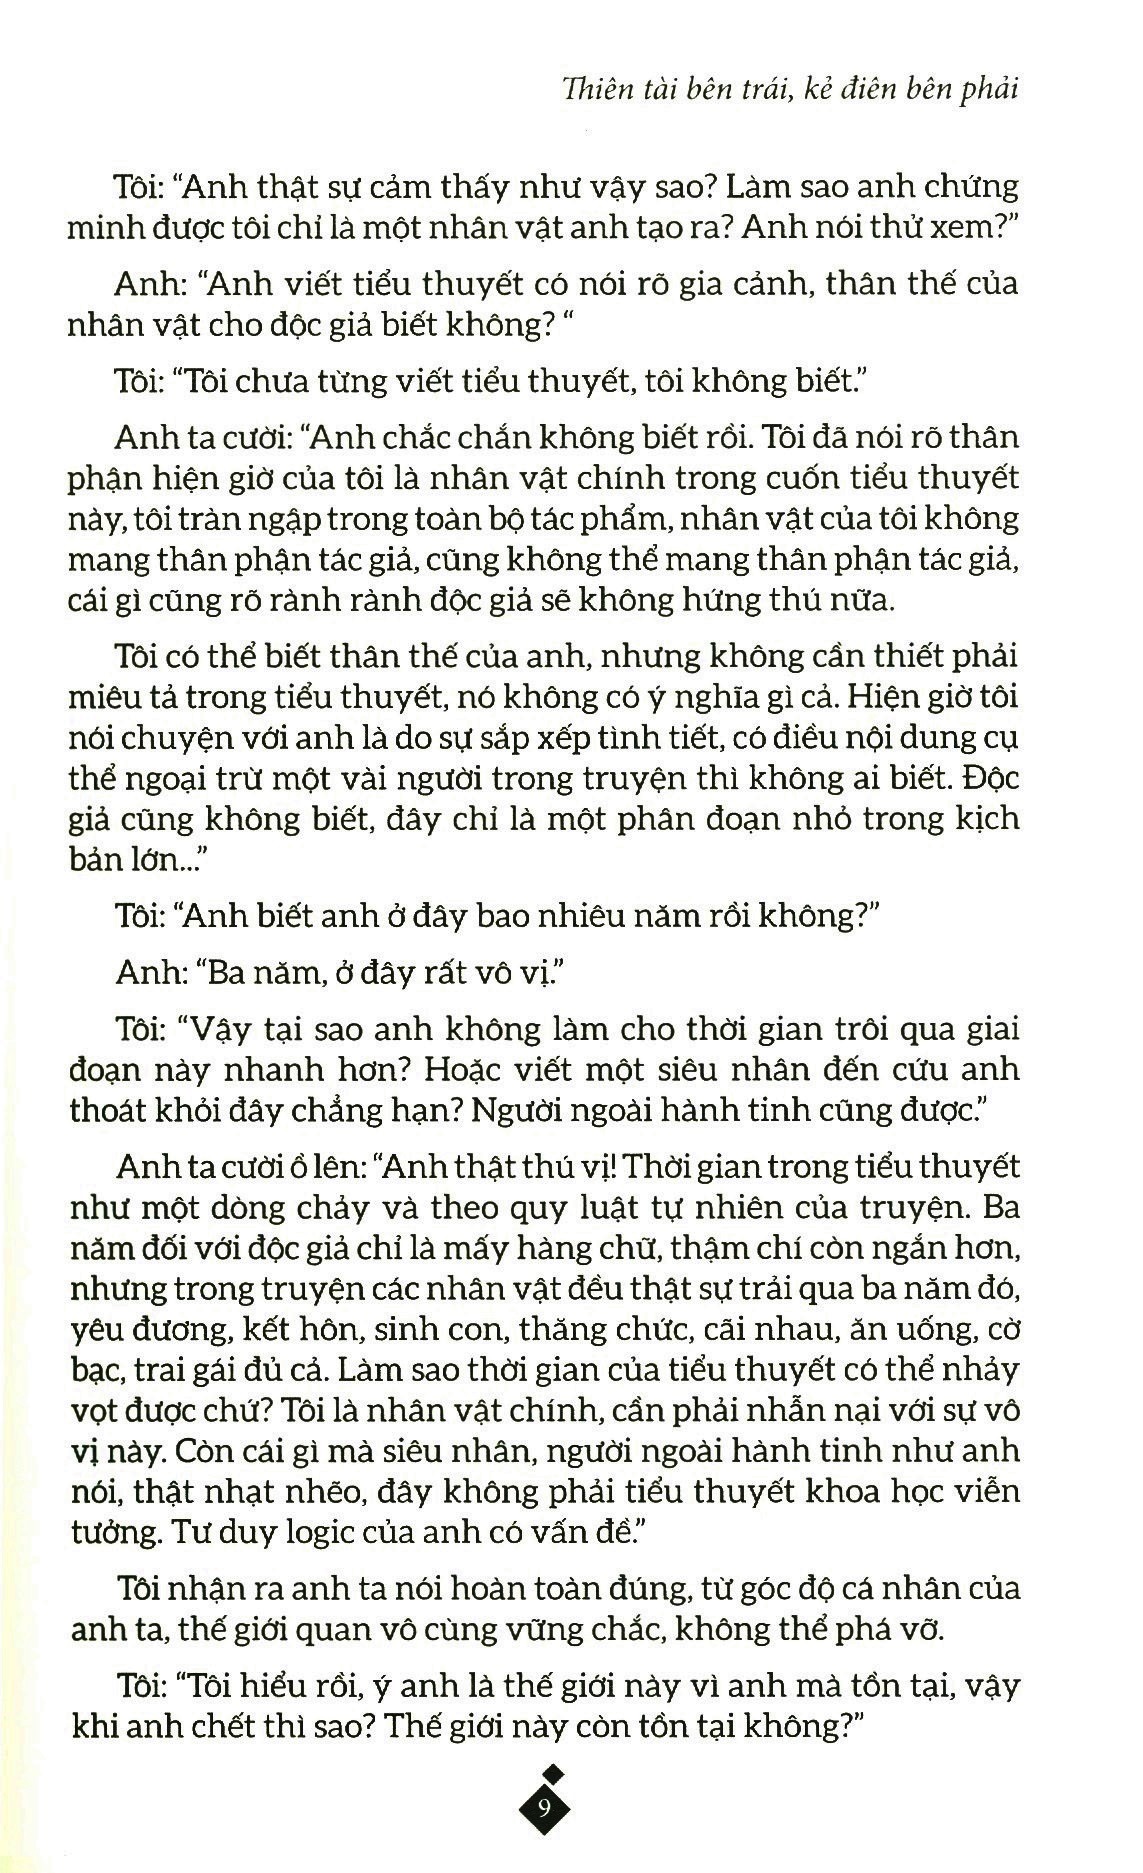 Thiên tài bên trái, kẻ điên bên phải
Tôi: “Anh thật sự cảm thấy như vậy sao? Làm sao anh chứng
minh được tôi chỉ là một nhân vật anh tạo ra? Anh nói thử xem?”
Anh: “Anh viết tiểu thuyết có nói rõ gia cảnh, thân thế của
nhân vật cho độc giả biết không? “
Tôi: “Tôi chưa từng viết tiểu thuyết, tôi không biết.”
Anh ta cười: “Anh chắc chắn không biết rồi. Tôi đã nói rõ thân
phận hiện giờ của tôi là nhân vật chính trong cuốn tiểu thuyết
này, tôi tràn ngập trong toàn bộ tác phẩm, nhân vật của tôi không
mang thân phận tác giả, cũng không thể mang thân phận tác giả,
cái gì cũng rõ rành rành độc giả sẽ không hứng thú nữa.
Tôi có thể biết thân thế của anh, nhưng không cần thiết phải
miêu tả trong tiểu thuyết, nó không có ý nghĩa gì cả. Hiện giờ tôi
nói chuyện với anh là do sự sắp xếp tình tiết, có điều nội dung cụ
thể ngoại trừ một vài người trong truyện thì không ai biết. Độc
giả cũng không biết, đây chỉ là một phân đoạn nhỏ trong kịch
bản lớn...”
Tôi: “Anh biết anh ở đây bao nhiêu năm rồi không?”
Anh: “Ba năm, ở đây rất vô vị.”
Tôi: “Vậy tại sao anh không làm cho thời gian trôi qua giai
đoạn này nhanh hơn? Hoặc viết một siêu nhân đến cứu anh
thoát khỏi đây chẳng hạn? Người ngoài hành tinh cũng được.”
Anh ta cười ồ lên: “Anh thật thú vị! Thời gian trong tiểu thuyết
như một dòng chảy và theo quy luật tự nhiên của truyện. Ba
năm đối với độc giả chỉ là mấy hàng chữ, thậm chí còn ngắn hơn,
nhưng trong truyện các nhân vật đều thật sự trải qua ba năm đó,
yêu đương, kết hôn, sinh con, thăng chức, cãi nhau, ăn uống, cờ
bạc, trai gái đủ cả. Làm sao thời gian của tiểu thuyết có thể nhảy
vọt được chứ? Tôi là nhân vật chính, cần phải nhẫn nại với sự vô
vị này. Còn cái gì mà siêu nhân, người ngoài hành tinh như anh
nói, thật nhạt nhẽo, đây không phải tiểu thuyết khoa học viễn
tưởng. Tư duy logic của anh có vấn đề.”
Tôi nhận ra anh ta nói hoàn toàn đúng, từ góc độ cá nhân của
anh ta, thế giới quan vô cùng vững chắc, không thể phá vỡ.
Tôi: “Tôi hiểu rồi, ý anh là thế giới này vì anh mà tồn tại, vậy
khi anh chết thì sao? Thế giới này còn tồn tại không?”
9